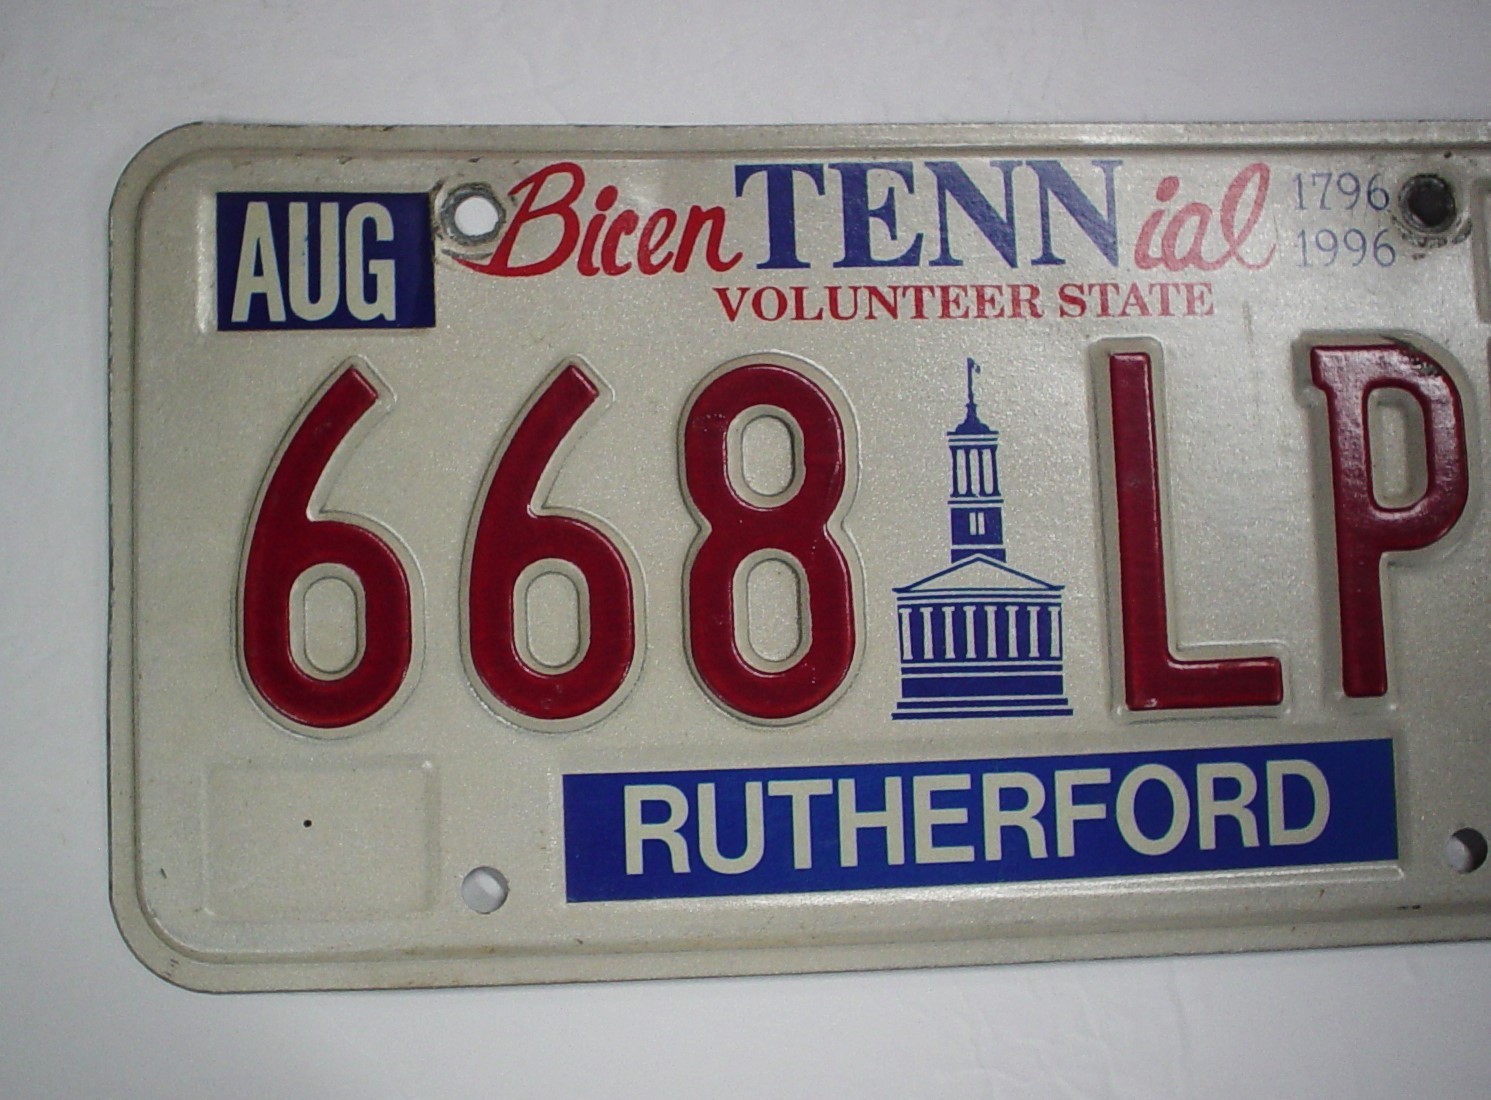 AUG
BicenTENNial 1796 1996
VOLUNTEER STATE
668 LP
RUTHERFORD